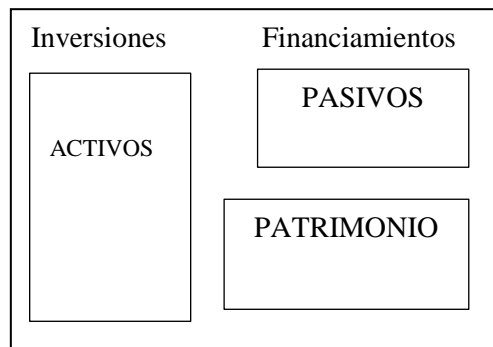 Inversiones
Financiamientos
ACTIVOS
PASIVOS
PATRIMONIO